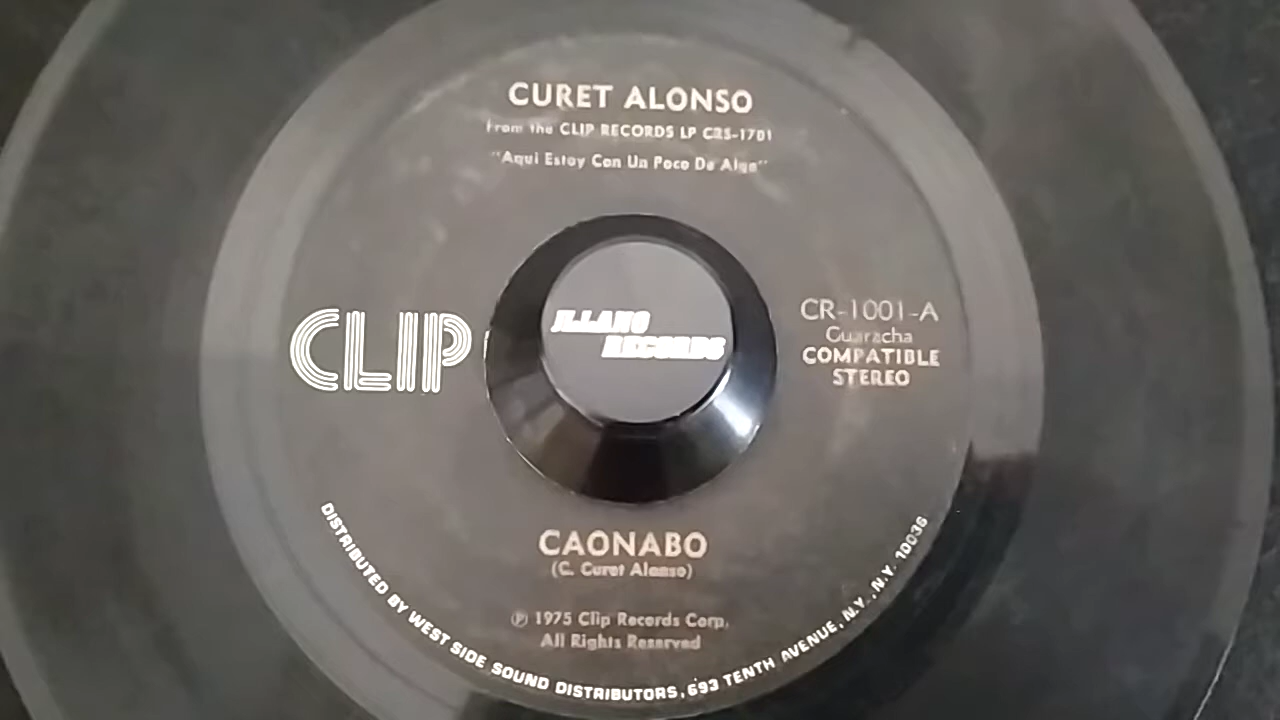 CURET ALONSO
From the CLIP RECORDS LP CRS-1701
"Aqui Estoy Con Un Poco De Algo"
CLIP
CR-1001-A
Guaracha
COMPATIBLE
STEREO
RECORDS
CAONABO
(C. Curet Alonso)
℗ 1975 Clip Records Corp.
All Rights Reserved
DISTRIBUTED BY WEST SIDE SOUND DISTRIBUTORS, 693 TENTH AVENUE, N.Y., N.Y. 10036